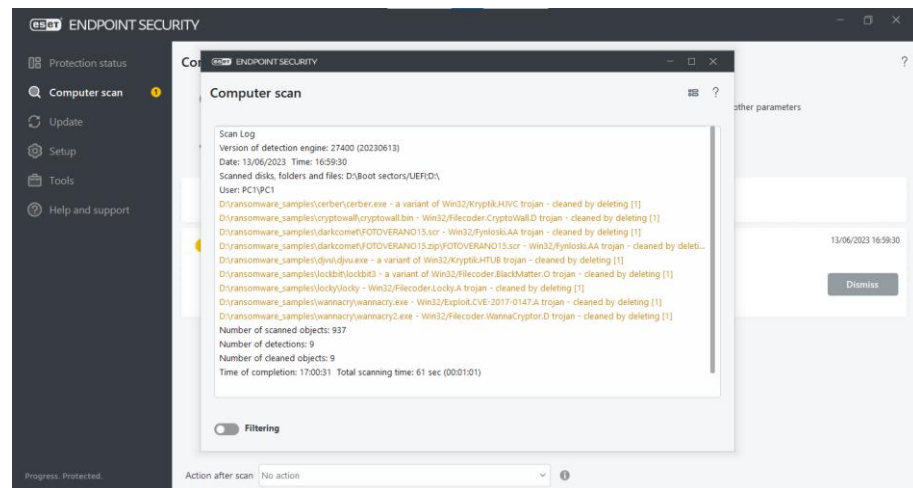 eset ENDPOINT SECURITY
Protection status
Computer scan 1
Update
Setup
Tools
Help and support
Progress. Protected.
?
other parameters
13/06/2023 16:59:30
Dismiss
eset ENDPOINT SECURITY
Computer scan
?
Scan Log
Version of detection engine: 27400 (20230613)
Date: 13/06/2023 Time: 16:59:30
Scanned disks, folders and files: D:\Boot sectors/UEFI;D:\
User: PC1\PC1
D:\ransomware_samples\cerber\cerber.exe - a variant of Win32/Kryptik.HJVC trojan - cleaned by deleting [1]
D:\ransomware_samples\cryptowall\cryptowall.bin - Win32/Filecoder.CryptoWall.D trojan - cleaned by deleting [1]
D:\ransomware_samples\darkcomet\FOTOVERANO15.scr - Win32/Fynloski.AA trojan - cleaned by deleting [1]
D:\ransomware_samples\darkcomet\FOTOVERANO15.zip\FOTOVERANO15.scr - Win32/Fynloski.AA trojan - cleaned by deleti...
D:\ransomware_samples\djvu\djvu.exe - a variant of Win32/Kryptik.HTUB trojan - cleaned by deleting [1]
D:\ransomware_samples\lockbit\lockbit3 - a variant of Win32/Filecoder.BlackMatter.O trojan - cleaned by deleting [1]
D:\ransomware_samples\locky\locky - Win32/Filecoder.Locky.A trojan - cleaned by deleting [1]
D:\ransomware_samples\wannacry\wannacry.exe - Win32/Exploit.CVE-2017-0147.A trojan - cleaned by deleting [1]
D:\ransomware_samples\wannacry\wannacry2.exe - Win32/Filecoder.WannaCryptor.D trojan - cleaned by deleting [1]
Number of scanned objects: 937
Number of detections: 9
Number of cleaned objects: 9
Time of completion: 17:00:31 Total scanning time: 61 sec (00:01:01)
Filtering
Action after scan No action